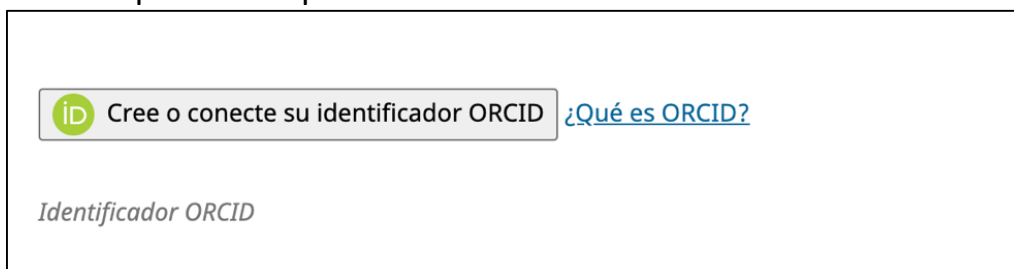 iD Cree o conecte su identificador ORCID ¿Qué es ORCID?
Identificador ORCID